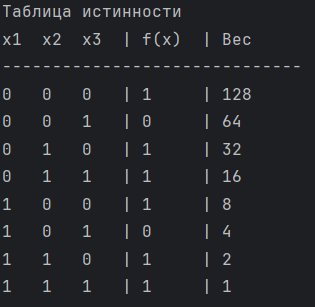 Таблица истинности
x1  x2  x3  | f(x)  | Вес
------------------------------
0   0   0   | 1     | 128
0   0   1   | 0     | 64
0   1   0   | 1     | 32
0   1   1   | 1     | 16
1   0   0   | 1     | 8
1   0   1   | 0     | 4
1   1   0   | 1     | 2
1   1   1   | 1     | 1